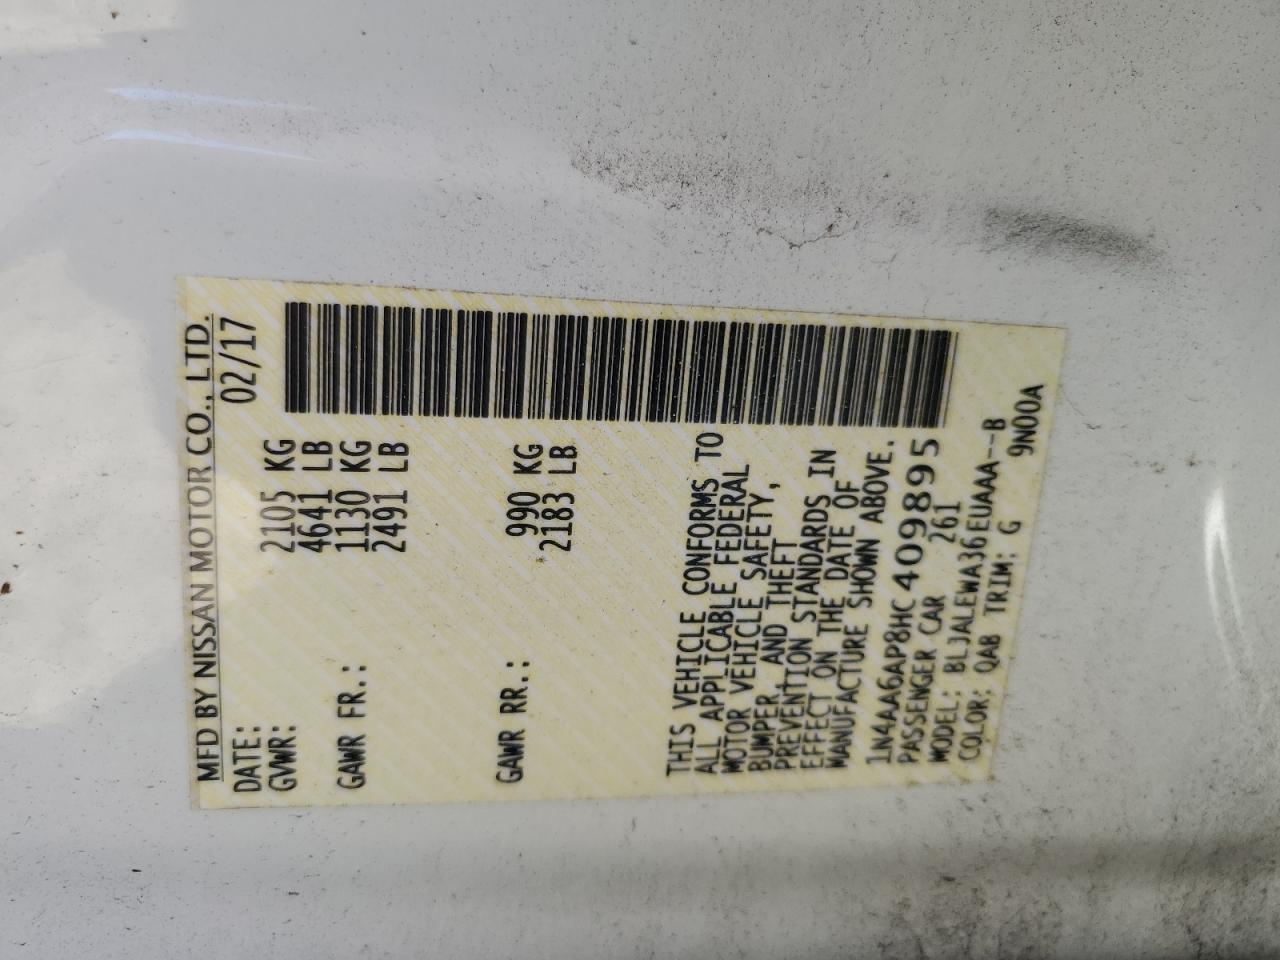 MFD BY NISSAN MOTOR CO., LTD.
DATE: 02/17
GVWR: 2105 KG
4641 LB
GAWR FR.: 1130 KG
2491 LB
GAWR RR.: 990 KG
2183 LB
THIS VEHICLE CONFORMS TO
ALL APPLICABLE FEDERAL
MOTOR VEHICLE SAFETY,
BUMPER, AND THEFT
PREVENTION STANDARDS IN
EFFECT ON THE DATE OF
MANUFACTURE SHOWN ABOVE.
1N4AA6AP8HC409895
PASSENGER CAR 261
MODEL: BLJALEWA36EUAAA--B
COLOR: QAB TRIM: G 9N00A